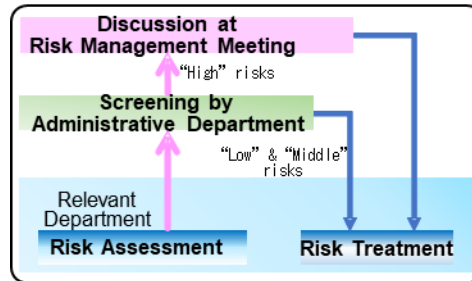 Discussion at
Risk Management Meeting
“High” risks
Screening by
Administrative Department
“Low” & “Middle”
risks
Relevant
Department
Risk Assessment
Risk Treatment